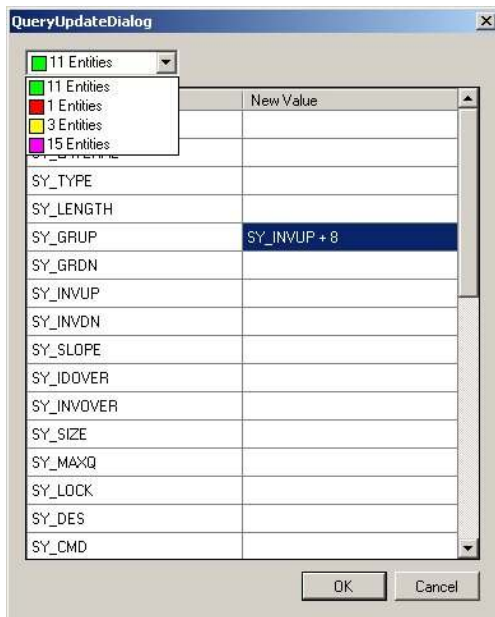 QueryUpdateDialog
11 Entities
11 Entities
1 Entities
3 Entities
15 Entities
New Value
SY_TYPE
SY_LENGTH
SY_GRUP SY_INVUP + 8
SY_GRDN
SY_INVUP
SY_INVDN
SY_SLOPE
SY_IDOVER
SY_INVOVER
SY_SIZE
SY_MAXQ
SY_LOCK
SY_DES
SY_CMD
OK Cancel